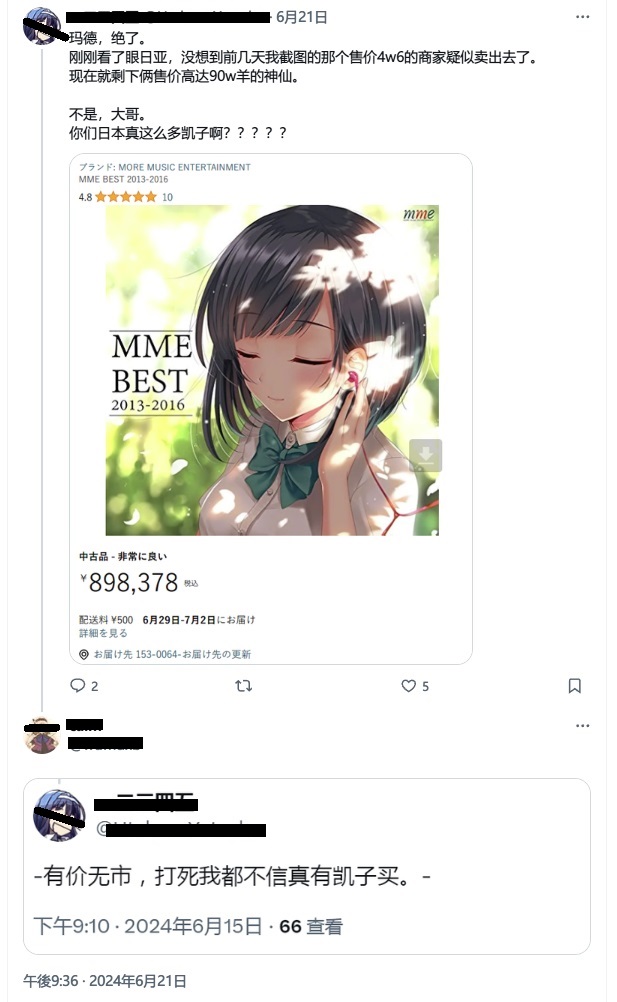 6月21日
玛德，绝了。
刚刚看了眼日亚，没想到前几天我截图的那个售价4w6的商家疑似卖出去了。
现在就剩下俩售价高达90w羊的神仙。
不是，大哥。
你们日本真这么多凯子啊？？？？？
ブランド: MORE MUSIC ENTERTAINMENT
MME BEST 2013-2016
4.8 10
mme
MME
BEST
2013-2016
中古品 - 非常に良い
¥898,378 税込
配送料 ¥500 6月29日-7月2日にお届け
詳細を見る
お届け先 153-0064-お届け先の更新
2 5
-有价无市，打死我都不信真有凯子买。-
下午9:10 · 2024年6月15日 · 66 查看
午後9:36 · 2024年6月21日